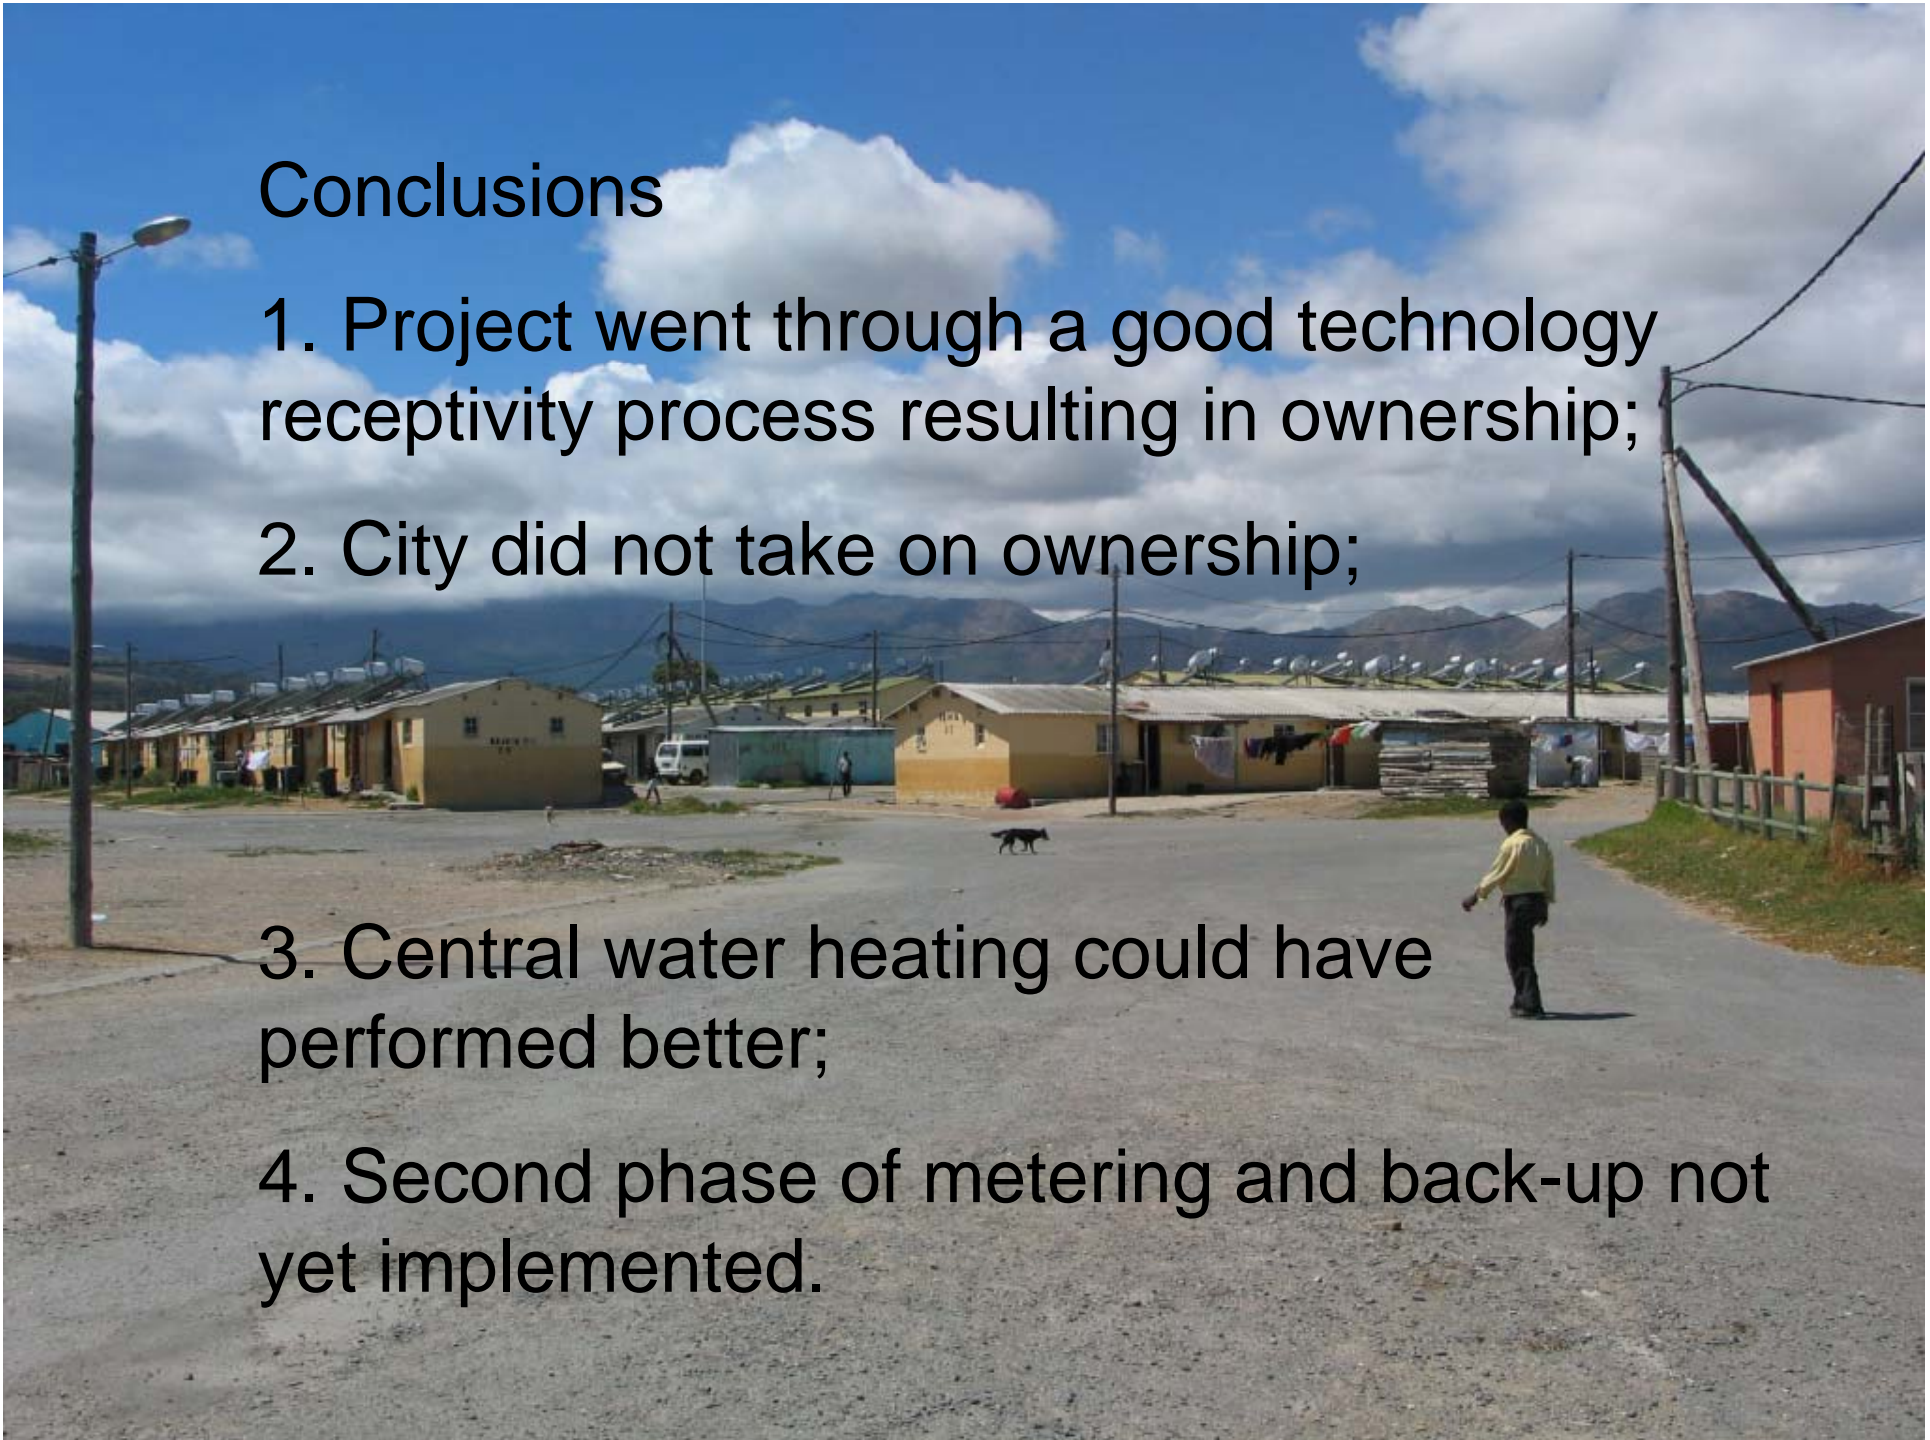 Conclusions
1. Project went through a good technology
receptivity process resulting in ownership;
2. City did not take on ownership;
3. Central water heating could have
performed better;
4. Second phase of metering and back-up not
yet implemented.